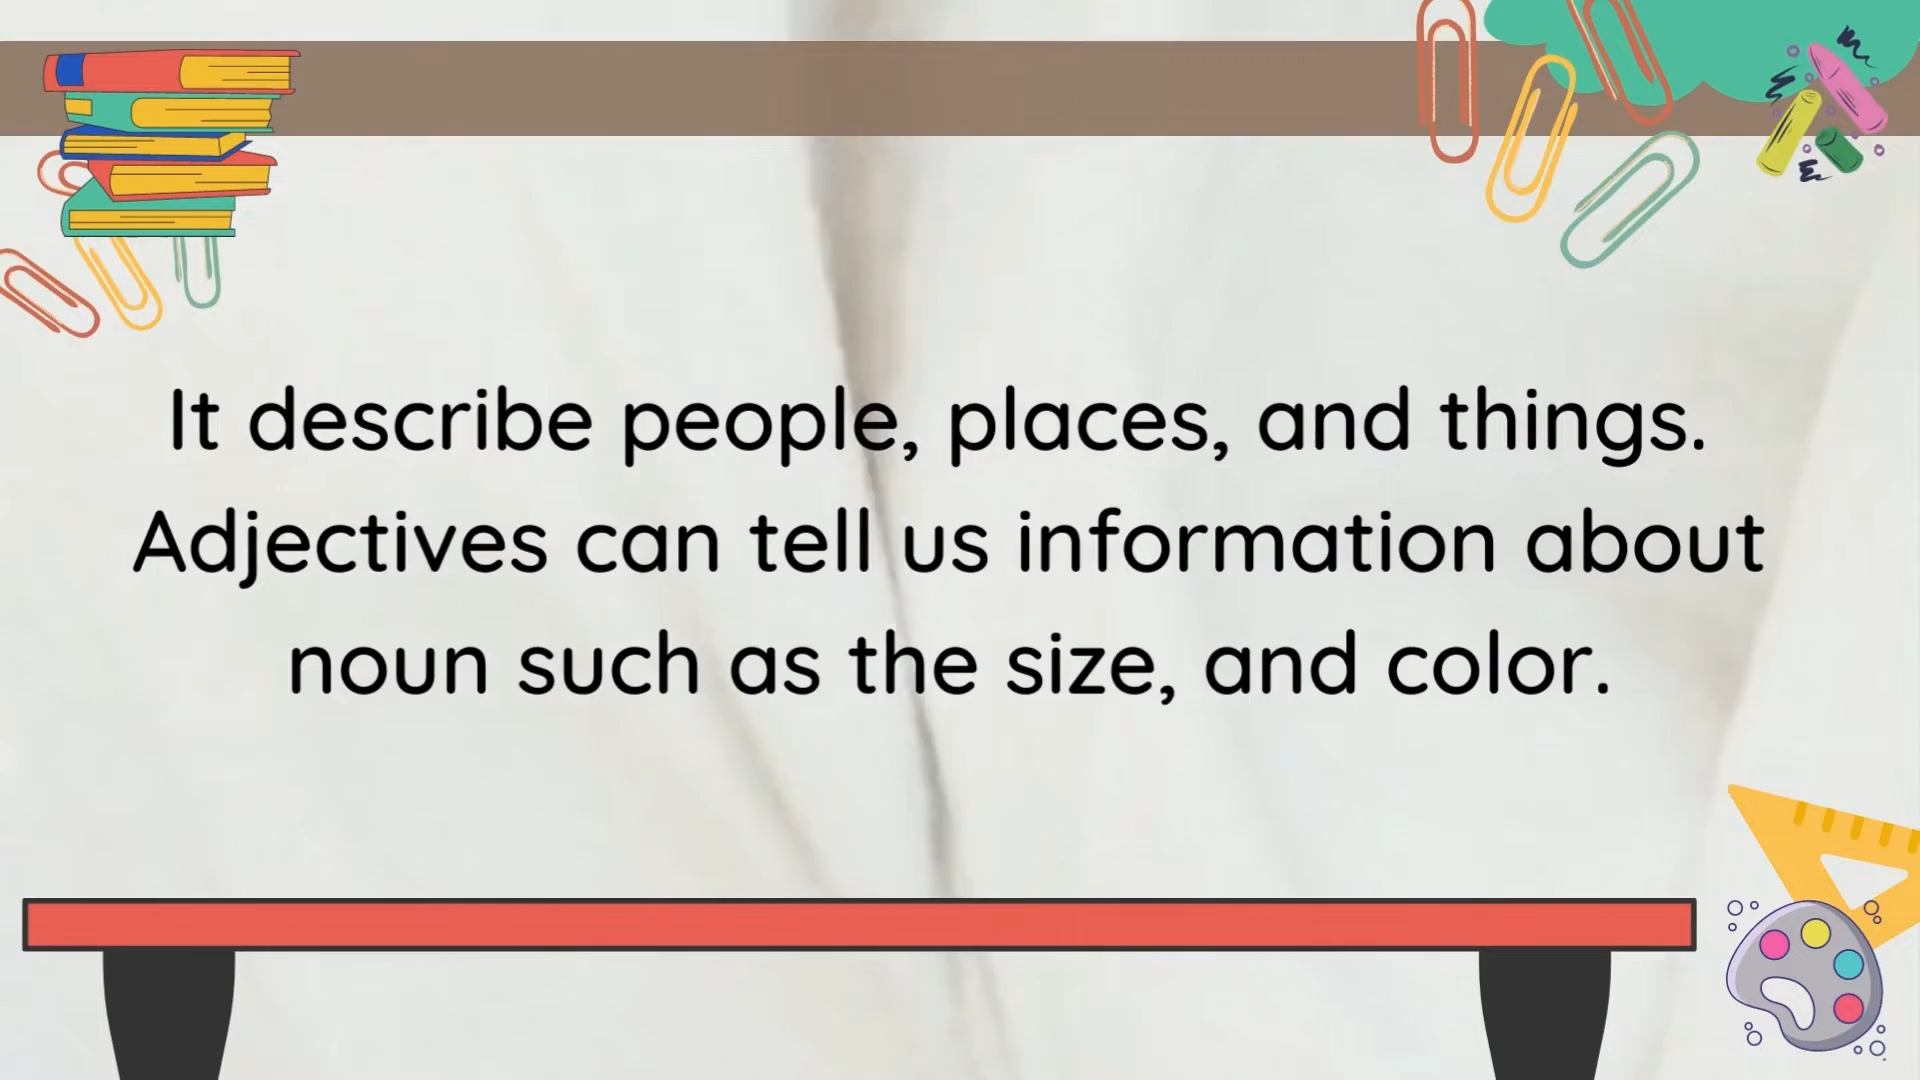 It describe people, places, and things.
Adjectives can tell us information about
noun such as the size, and color.